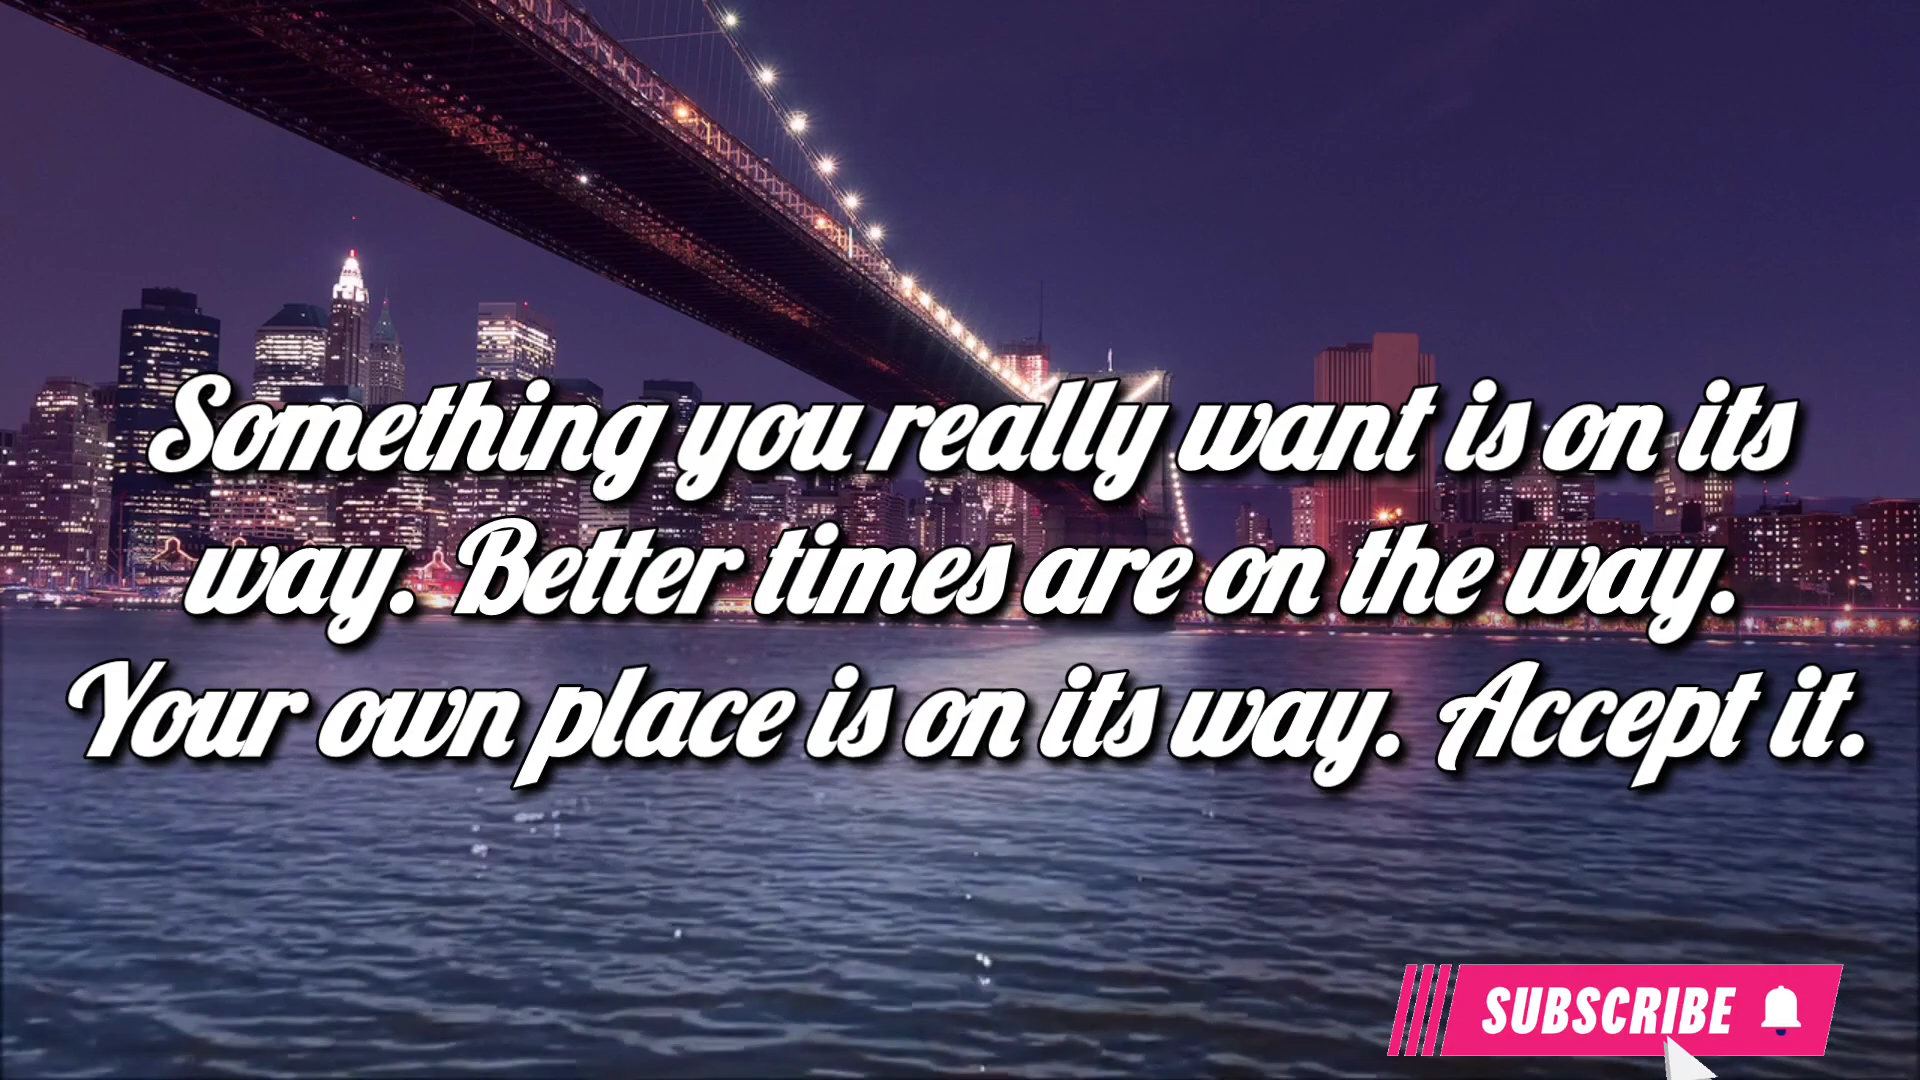 Something you really want is on its
way. Better times are on the way.
Your own place is on its way. Accept it.
SUBSCRIBE